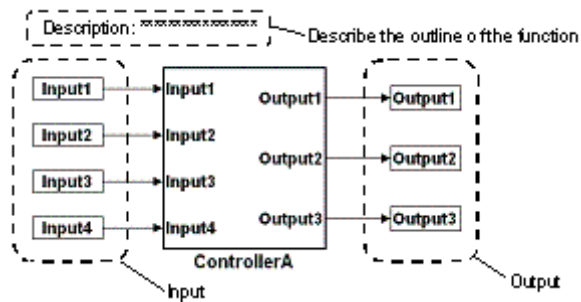 Description: xxxxxxxxxxxxxxxx
Describe the outline of the function
Input1
Input2
Input3
Input4
Input1
Input2
Input3
Input4
Output1
Output2
Output3
Output1
Output2
Output3
ControllerA
Input
Output